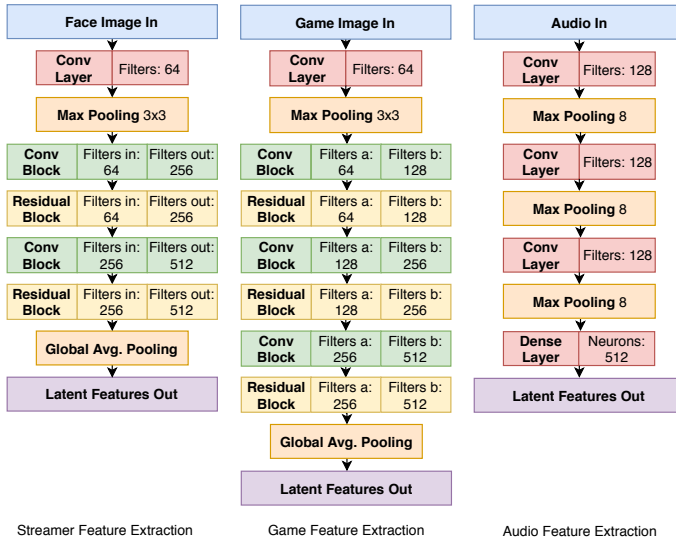 Face Image In
Conv Layer
Filters: 64
Max Pooling 3x3
Conv Block
Filters in: 64
Filters out: 256
Residual Block
Filters in: 64
Filters out: 256
Conv Block
Filters in: 256
Filters out: 512
Residual Block
Filters in: 256
Filters out: 512
Global Avg. Pooling
Latent Features Out
Streamer Feature Extraction
Game Image In
Conv Layer
Filters: 64
Max Pooling 3x3
Conv Block
Filters a: 64
Filters b: 128
Residual Block
Filters a: 64
Filters b: 128
Conv Block
Filters a: 128
Filters b: 256
Residual Block
Filters a: 128
Filters b: 256
Conv Block
Filters a: 256
Filters b: 512
Residual Block
Filters a: 256
Filters b: 512
Global Avg. Pooling
Latent Features Out
Game Feature Extraction
Audio In
Conv Layer
Filters: 128
Max Pooling 8
Conv Layer
Filters: 128
Max Pooling 8
Conv Layer
Filters: 128
Max Pooling 8
Dense Layer
Neurons: 512
Latent Features Out
Audio Feature Extraction